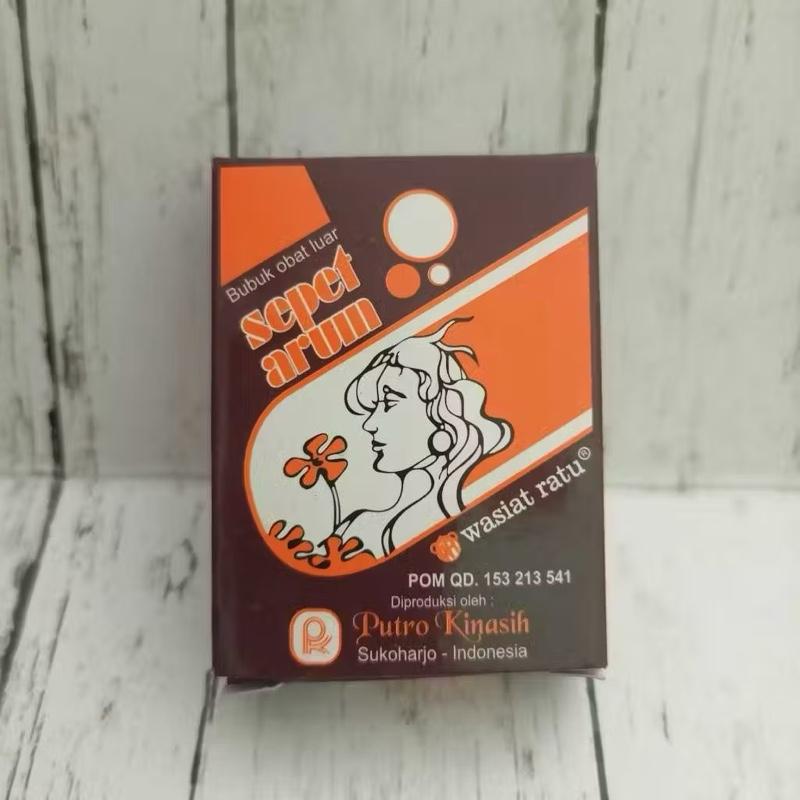 Bubuk obat luar
sepet
arum
wasiat ratu®
POM QD. 153 213 541
Diproduksi oleh :
Putro Kinasih
Sukoharjo - Indonesia